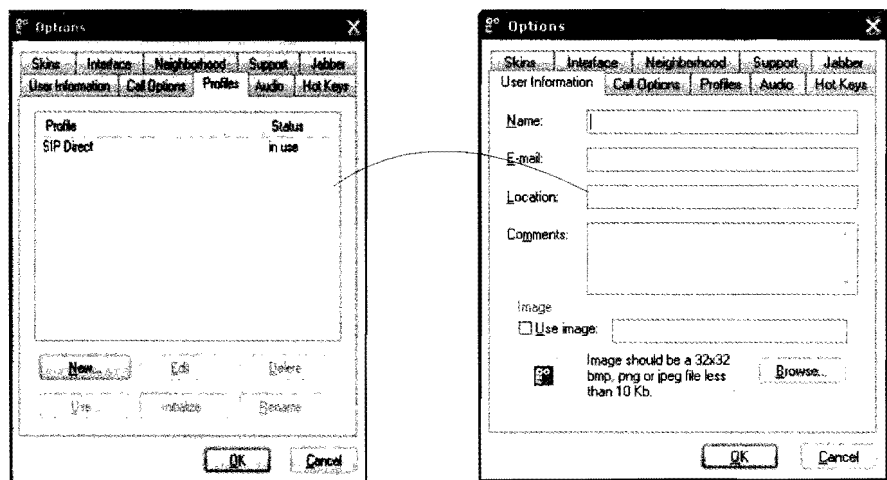 Options
Skins Interface Neighborhood Support Jabber
User Information Call Options Profiles Audio Hot Keys
Profile Status
SIP Direct in use
New... Edit Delete
Use... Initialize Rename
OK Cancel
Options
Skins Interface Neighborhood Support Jabber
User Information Call Options Profiles Audio Hot Keys
Name:
E-mail:
Location:
Comments:
Image
Use image:
Image should be a 32x32
bmp, png or jpeg file less
than 10 Kb.
Browse...
OK Cancel